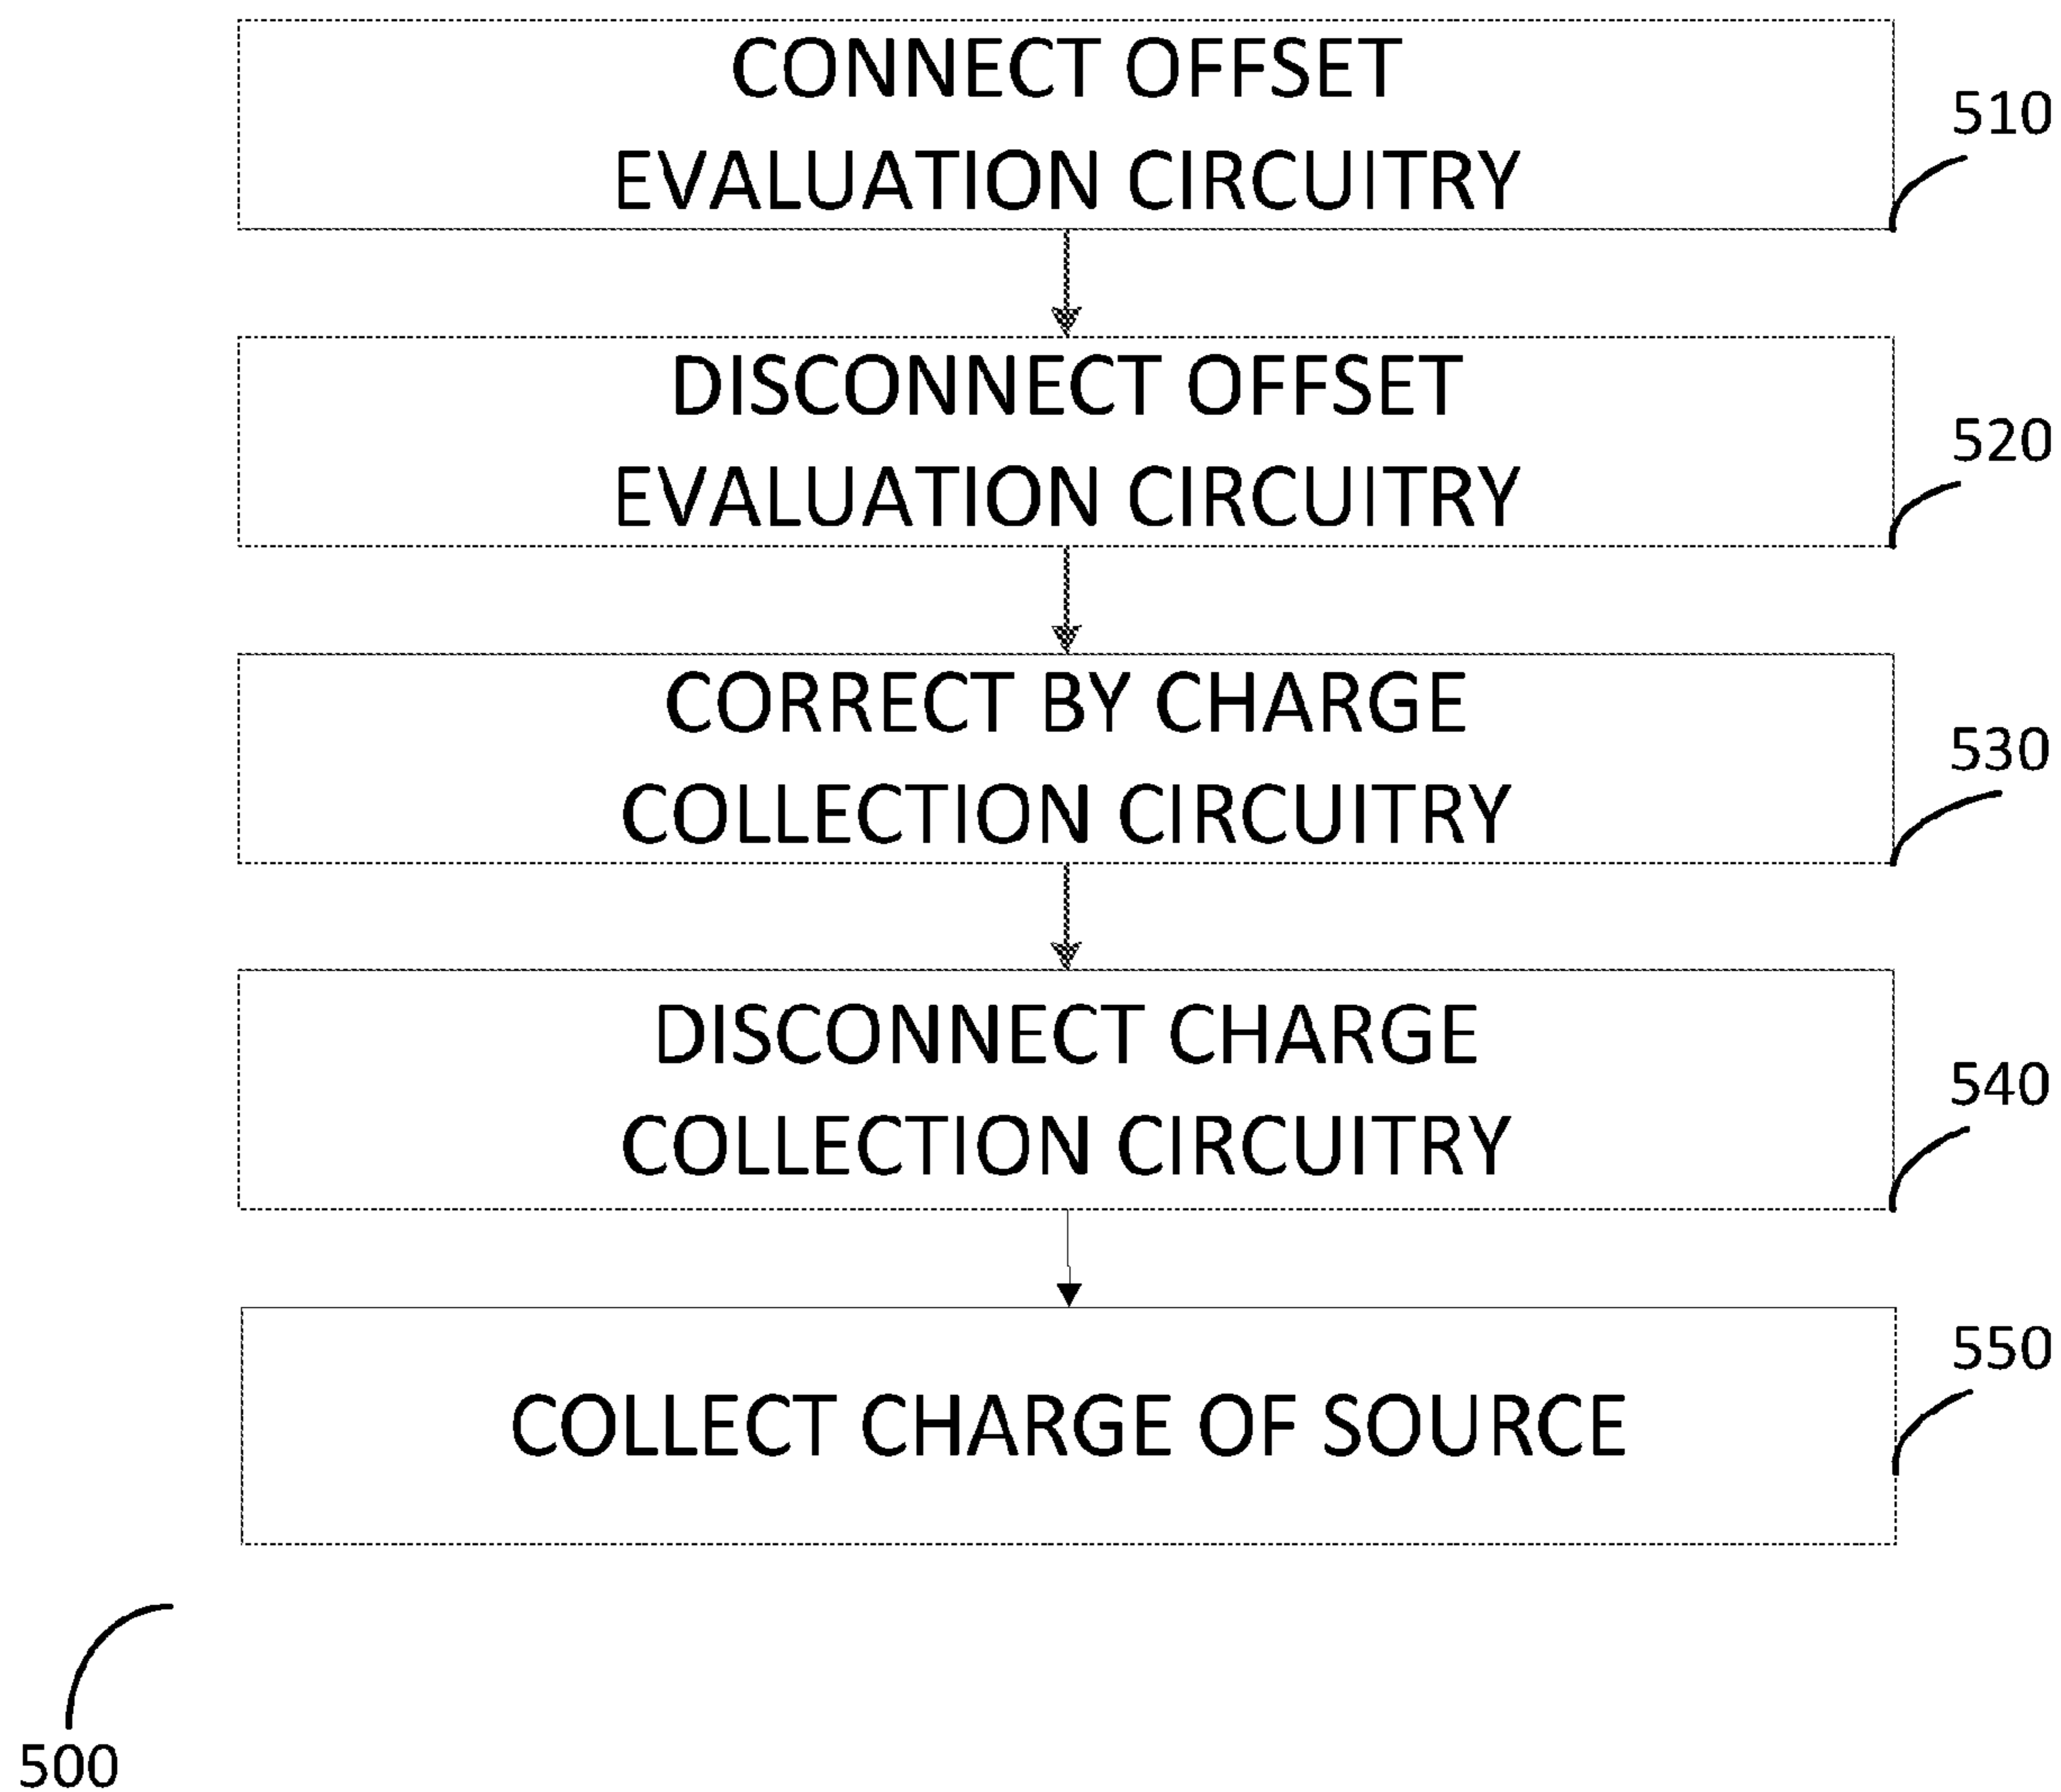 CONNECT OFFSET
EVALUATION CIRCUITRY
510
DISCONNECT OFFSET
EVALUATION CIRCUITRY
520
CORRECT BY CHARGE
COLLECTION CIRCUITRY
530
DISCONNECT CHARGE
COLLECTION CIRCUITRY
540
COLLECT CHARGE OF SOURCE
550
500